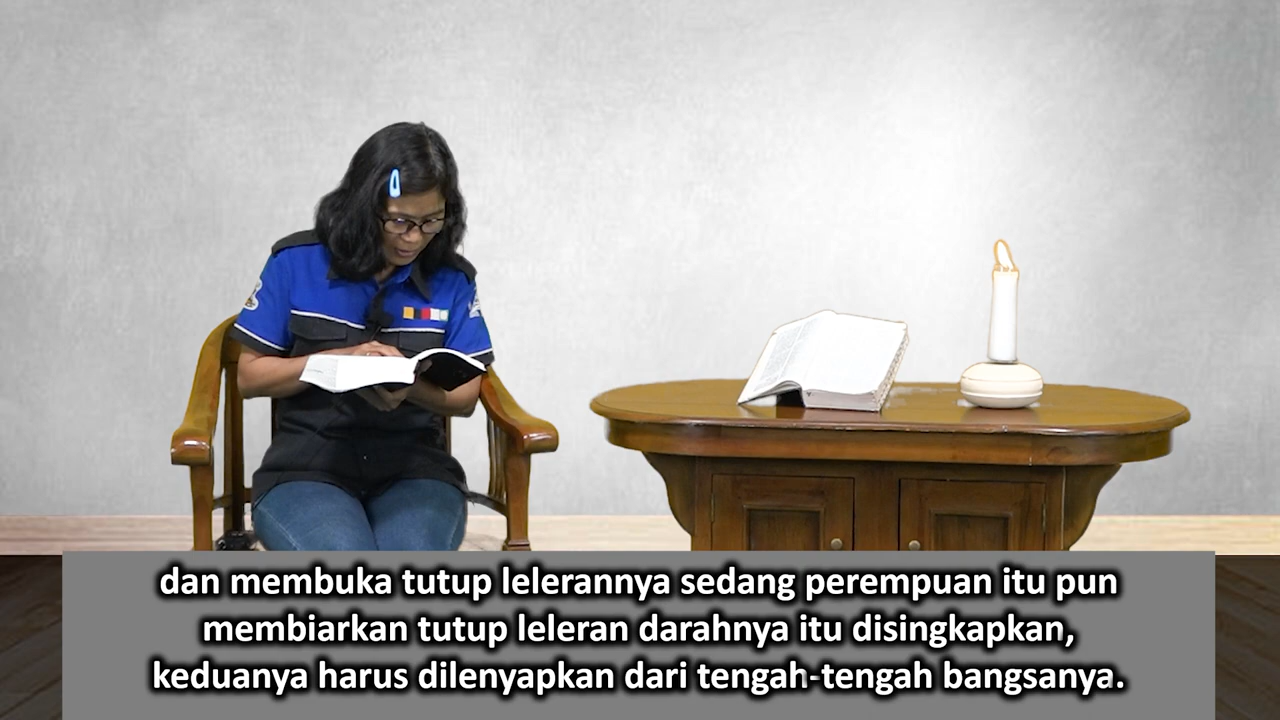 dan membuka tutup lelerannya sedang perempuan itu pun
membiarkan tutup leleran darahnya itu disingkapkan,
keduanya harus dilenyapkan dari tengah-tengah bangsanya.